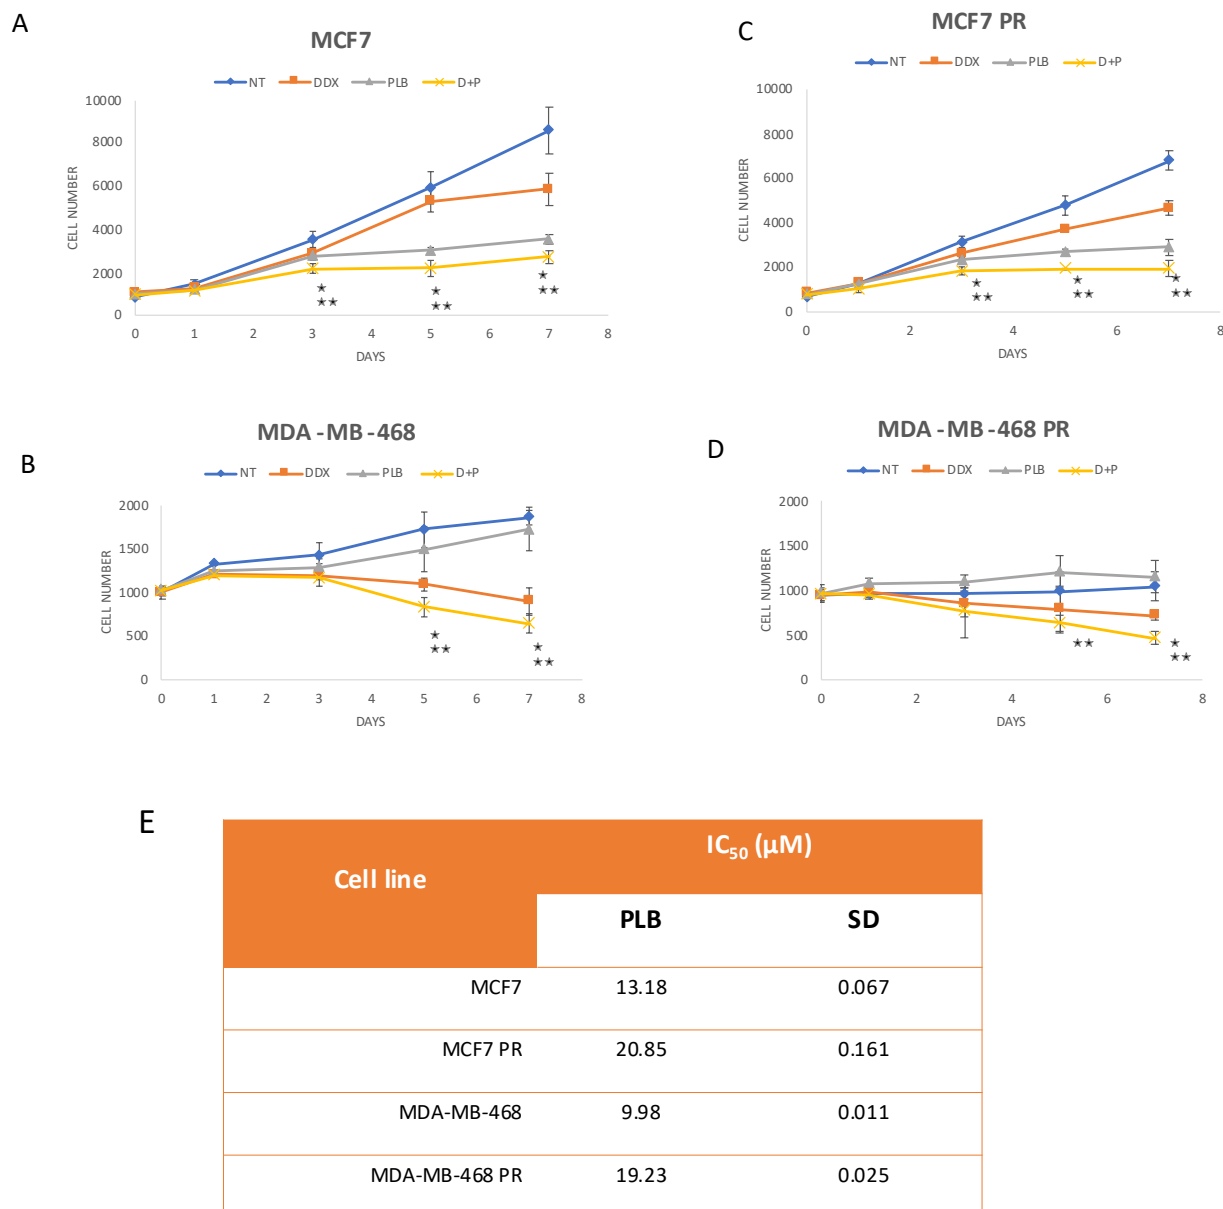 A
MCF7
NT DDX PLB D+P
10000
8000
6000
4000
2000
0
CELL NUMBER
0 1 2 3 4 5 6 7 8
DAYS
★ ★ ★
★★ ★★ ★★
C
MCF7 PR
NT DDX PLB D+P
10000
8000
6000
4000
2000
0
CELL NUMBER
0 2 4 6 8
DAYS
★ ★ ★
★★ ★★ ★★
B
MDA -MB -468
NT DDX PLB D+P
2000
1500
1000
500
0
CELL NUMBER
0 1 2 3 4 5 6 7 8
DAYS
★ ★
★★ ★★
D
MDA -MB-468 PR
NT DDX PLB D+P
2000
1500
1000
500
0
CELL NUMBER
0 2 4 6 8
DAYS
★
★★ ★★
E
Cell line IC50 (µM)
PLB SD
MCF7 13.18 0.067
MCF7 PR 20.85 0.161
MDA-MB-468 9.98 0.011
MDA-MB-468 PR 19.23 0.025